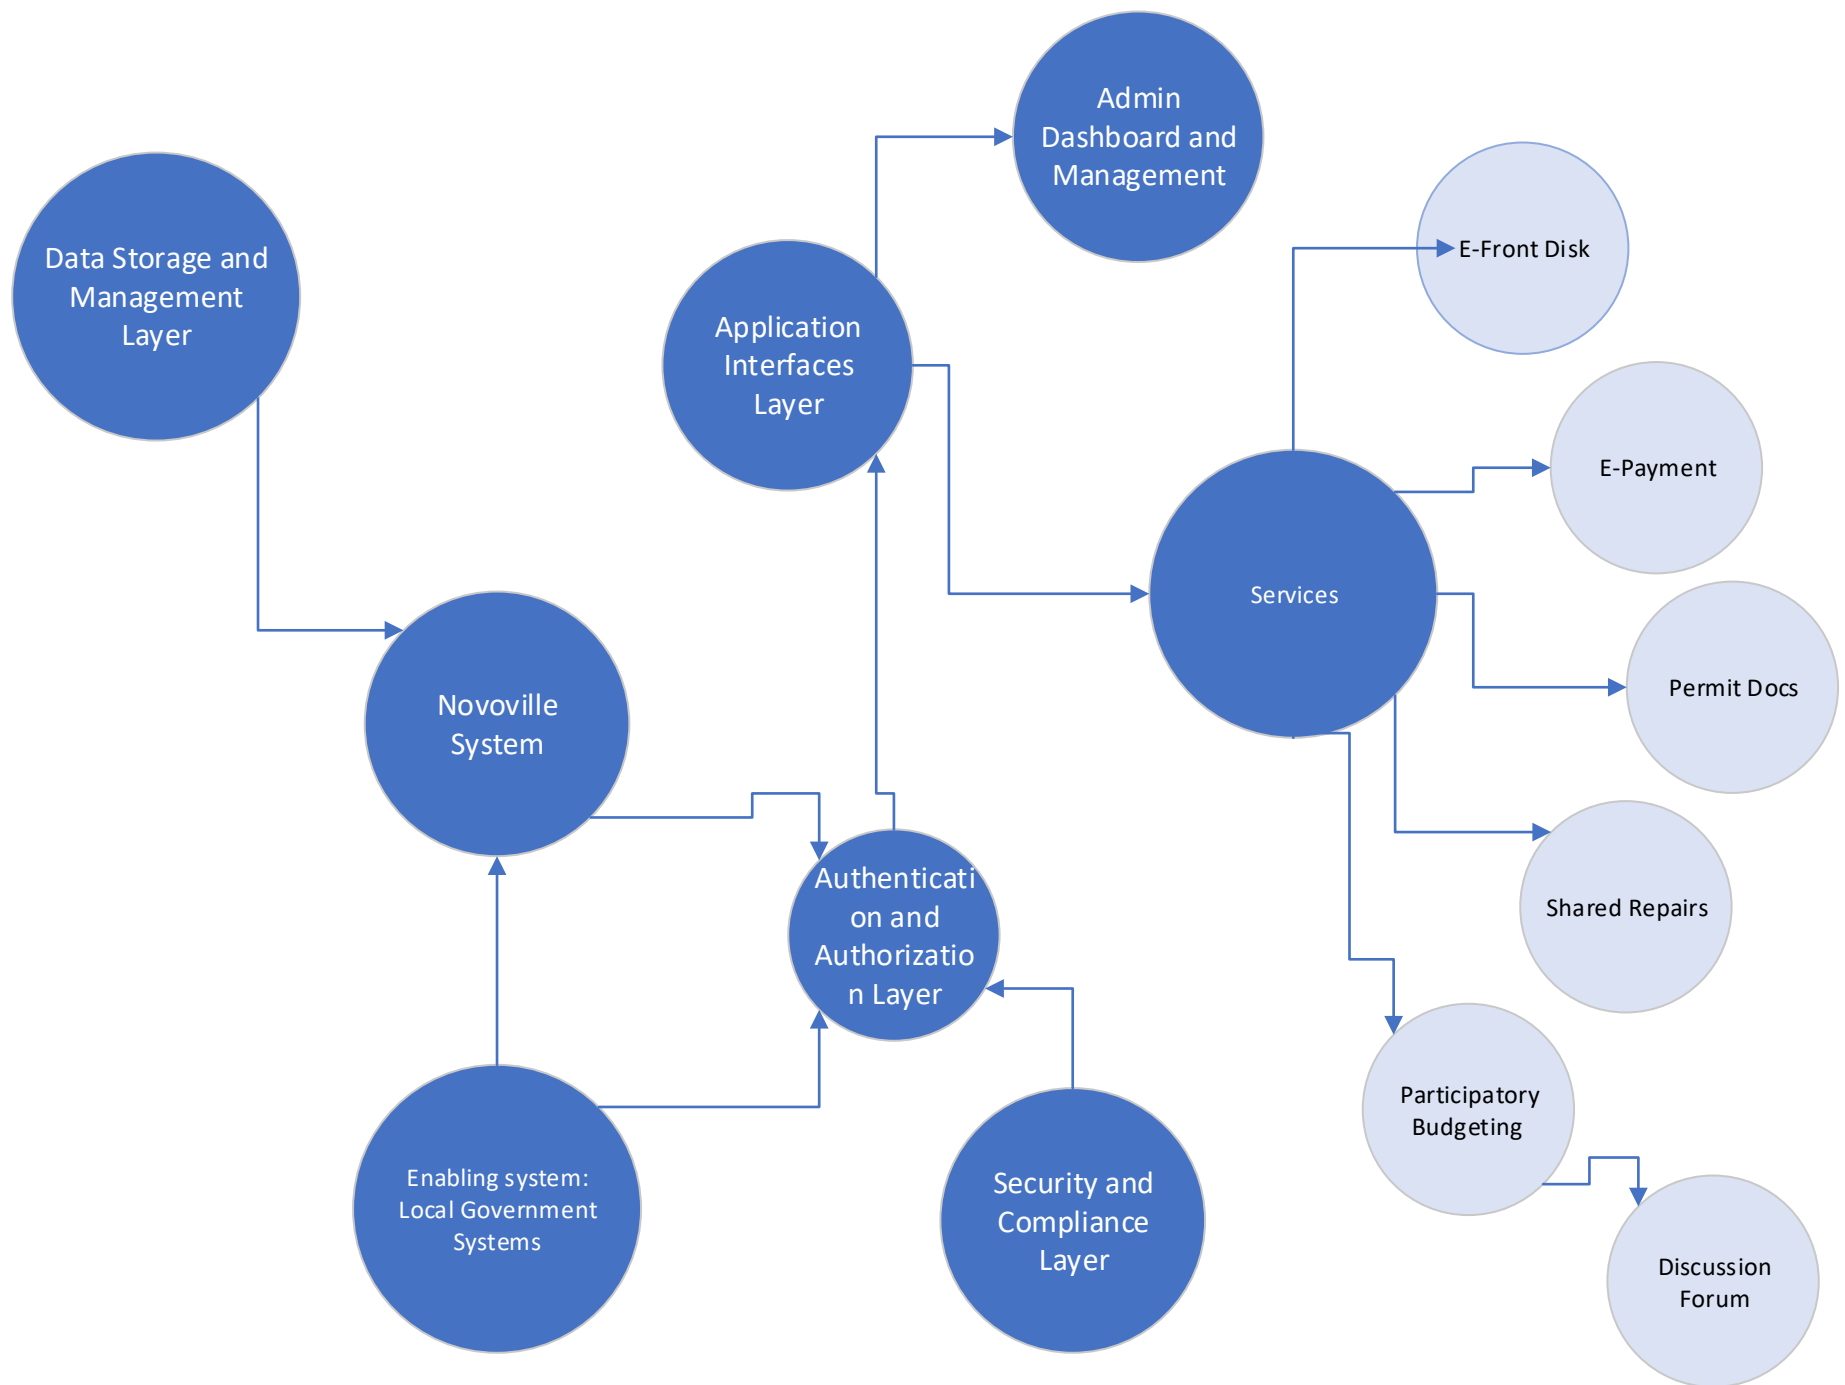 Admin
Dashboard and
Management
Data Storage and
Management
Layer
E-Front Disk
Application
Interfaces
Layer
E-Payment
Services
Permit Docs
Novoville
System
Authenticati
on and
Authorizatio
n Layer
Shared Repairs
Participatory
Budgeting
Enabling system:
Local Government
Systems
Security and
Compliance
Layer
Discussion
Forum